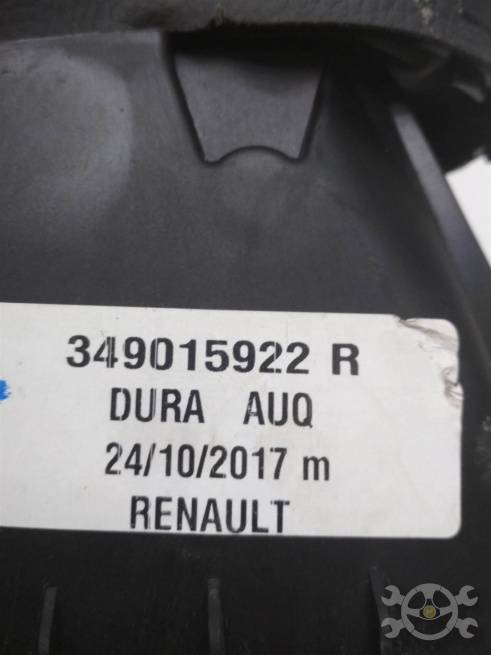 349015922 R
DURA AUQ
24/10/2017 m
RENAULT